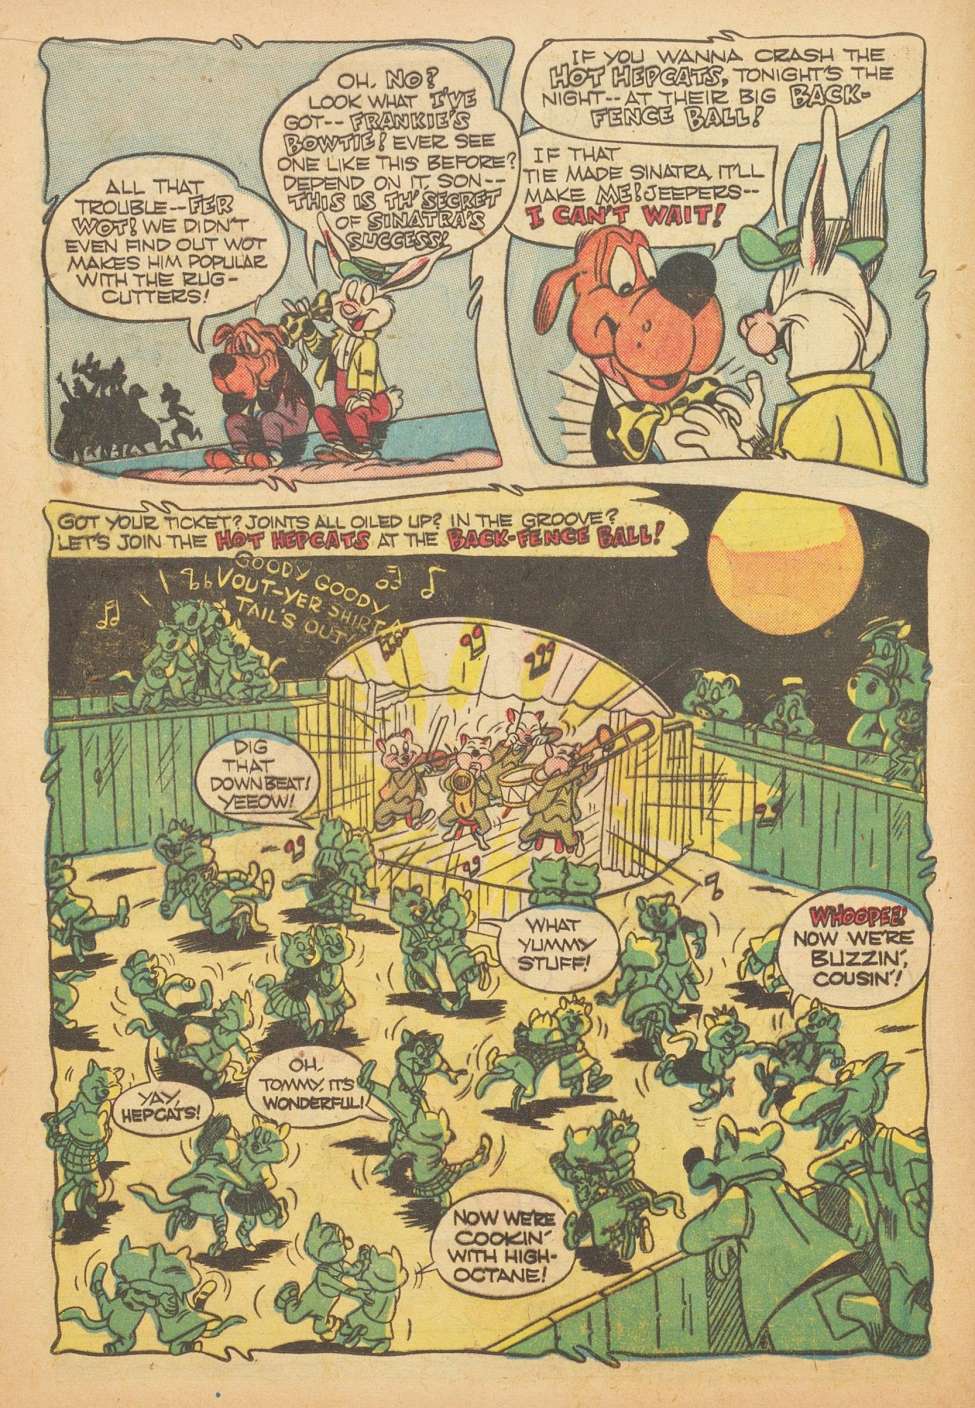 ALL THAT
TROUBLE--FER
WOT! WE DIDN'T
EVEN FIND OUT WOT
MAKES HIM POPULAR
WITH THE RUG-
CUTTERS!
OH, NO?
LOOK WHAT I'VE
GOT--FRANKIE'S
BOWTIE! EVER SEE
ONE LIKE THIS BEFORE?
DEPEND ON IT, SON--
THIS IS TH' SECRET
OF SINATRA'S
SUCCESS!
IF YOU WANNA CRASH THE
HOT HEPCATS, TONIGHT'S THE
NIGHT--AT THEIR BIG BACK-
FENCE BALL!
IF THAT
TIE MADE SINATRA, IT'LL
MAKE ME! JEEPERS--
I CAN'T WAIT!
GOT YOUR TICKET? JOINTS ALL OILED UP? IN THE GROOVE?
LET'S JOIN THE HOT HEPCATS AT THE BACK-FENCE BALL!
GOODY GOODY
VOUT-YER SHIRT
TAIL'S OUT!
DIG
THAT
DOWNBEAT!
YEEOW!
WHAT
YUMMY
STUFF!
WHOOPEE!
NOW WE'RE
BUZZIN',
COUSIN'!
YAY,
HEPCATS!
OH,
TOMMY, IT'S
WONDERFUL!
NOW WE'RE
COOKIN'
WITH HIGH-
OCTANE!